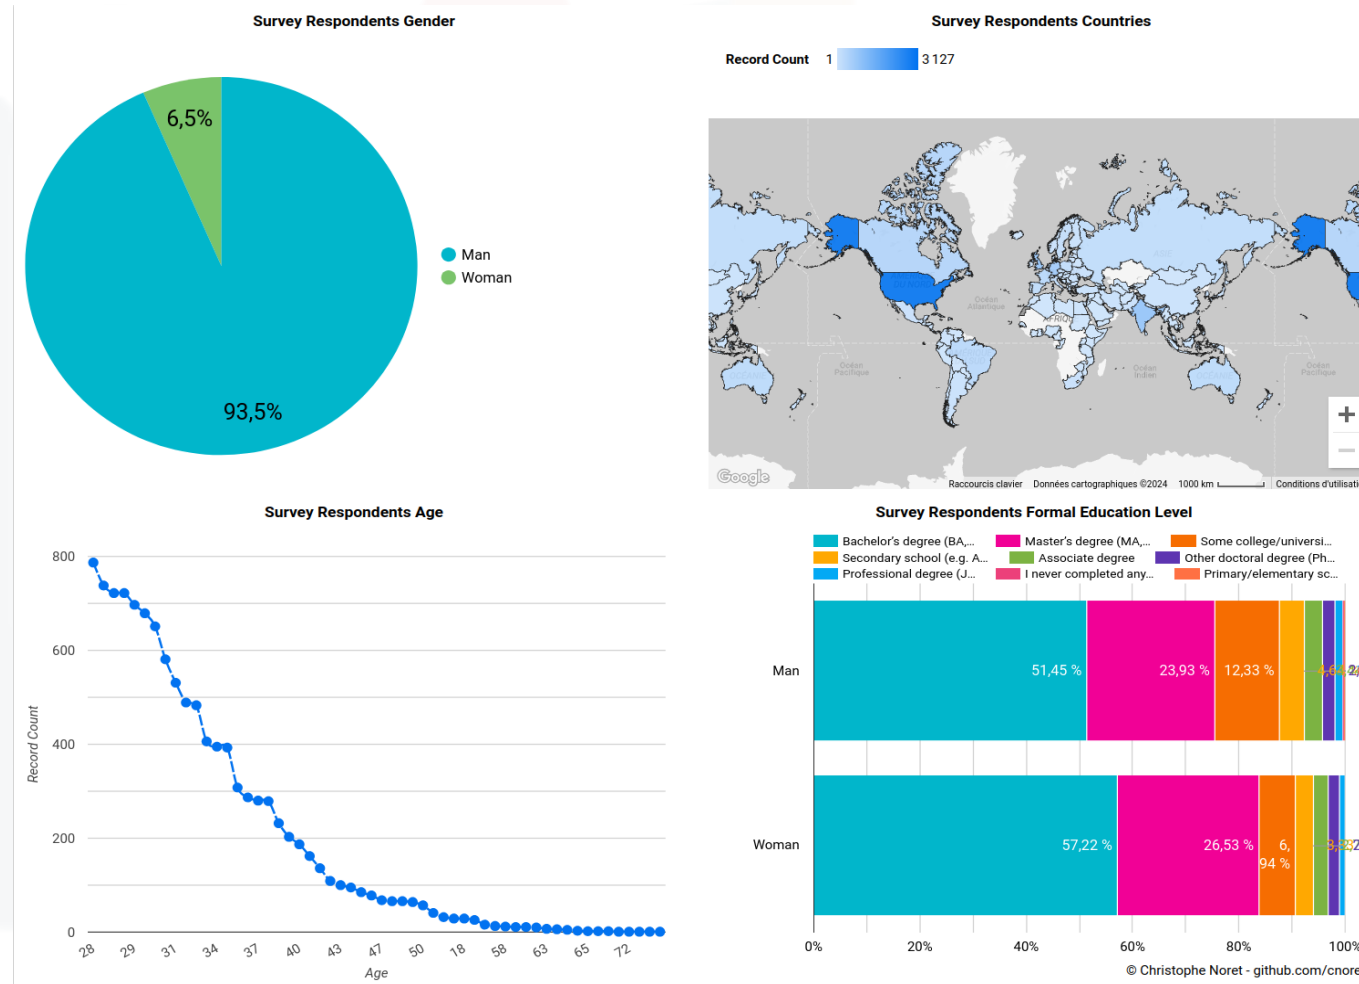 Survey Respondents Gender
6,5%
93,5%
Man
Woman
Survey Respondents Countries
Record Count 1 3 127
Océan Atlantique
Océan Pacifique
Océan Indien
Océan Pacifique
+
Google
Raccourcis clavier Données cartographiques ©2024 1000 km Conditions d'utilisati
Survey Respondents Age
800
600
400
200
0
Record Count
28 29 31 34 37 40 43 47 50 18 58 63 65 72
Age
Survey Respondents Formal Education Level
Bachelor's degree (BA,... Master's degree (MA,... Some college/universi...
Secondary school (e.g. A... Associate degree Other doctoral degree (Ph...
Professional degree (J... I never completed any... Primary/elementary sc...
Man 51,45 % 23,93 % 12,33 %
Woman 57,22 % 26,53 % 6,
94 %
0% 20% 40% 60% 80% 100%
© Christophe Noret - github.com/cnore